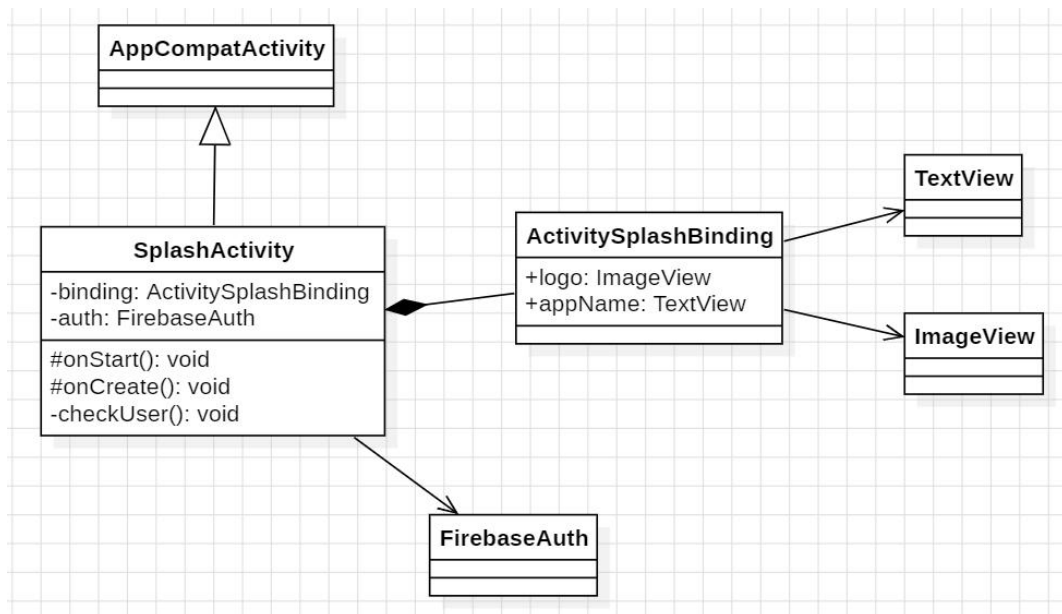 AppCompatActivity
SplashActivity
-binding: ActivitySplashBinding
-auth: FirebaseAuth
#onStart(): void
#onCreate(): void
-checkUser(): void
ActivitySplashBinding
+logo: ImageView
+appName: TextView
TextView
ImageView
FirebaseAuth